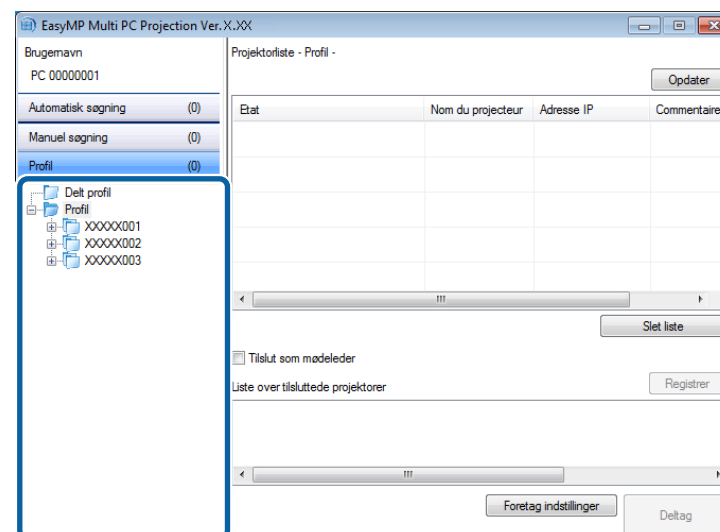 EasyMP Multi PC Projection Ver.X.XX
Brugernavn
PC 00000001
Automatisk søgning (0)
Manuel søgning (0)
Profil (0)
Delt profil
Profil
XXXXX001
XXXXX002
XXXXX003
Projektorliste - Profil -
Opdater
Etat Nom du projecteur Adresse IP Commentaire
Slet liste
Tilslut som mødeleder
Liste over tilsluttede projektorer
Registrer
Foretag indstillinger
Deltag